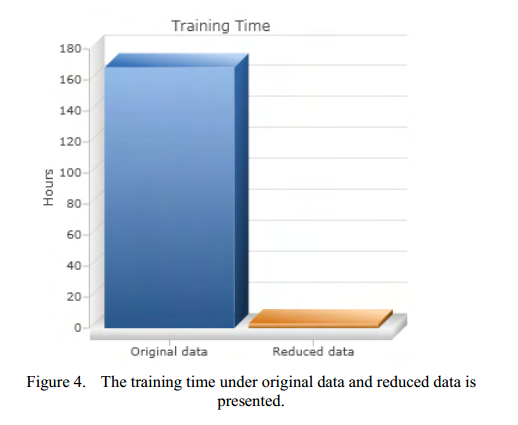 Training Time
180
160
140
120
100
80
60
40
20
0
Hours
Original data
Reduced data
Figure 4. The training time under original data and reduced data is
presented.